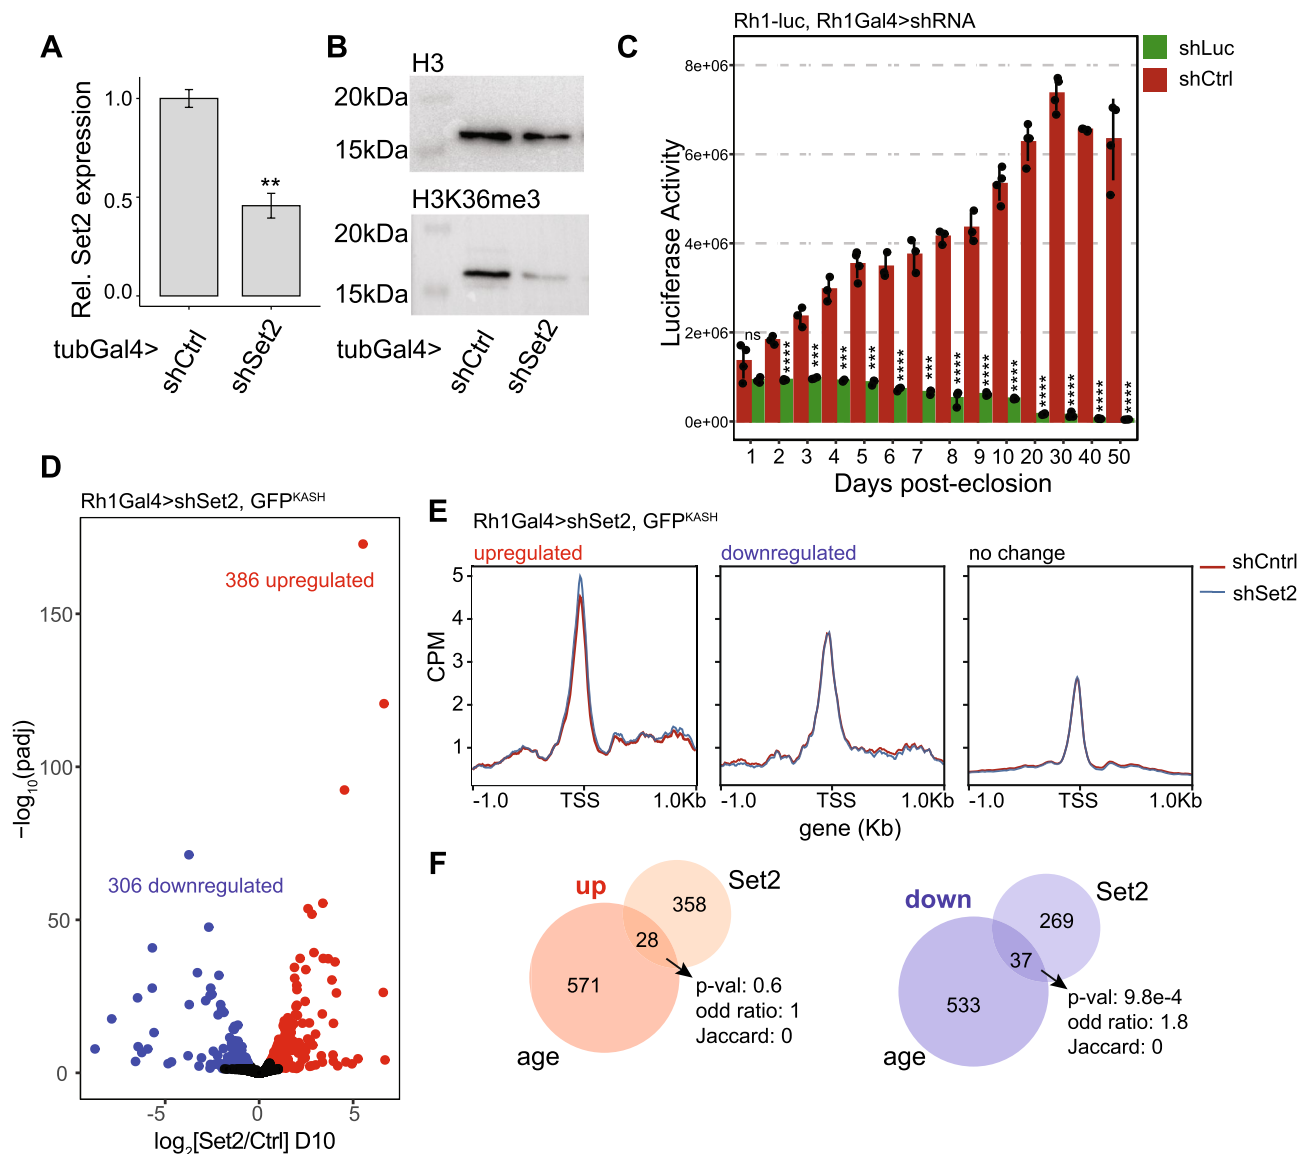 A
Rel. Set2 expression
1.0
0.5
0.0
**
tubGal4>
shCtrl
shSet2
B
H3
20kDa
15kDa
H3K36me3
20kDa
15kDa
tubGal4>
shCtrl
shSet2
C
Rh1-luc, Rh1Gal4>shRNA
shLuc
shCtrl
Luciferase Activity
8e+06
6e+06
4e+06
2e+06
0e+00
ns
****
***
***
***
****
***
****
****
****
****
****
****
****
1 2 3 4 5 6 7 8 9 10 20 30 40 50
Days post-eclosion
D
Rh1Gal4>shSet2, GFPKASH
386 upregulated
306 downregulated
−log10(padj)
150
100
50
0
-5 0 5
log2[Set2/Ctrl] D10
E
Rh1Gal4>shSet2, GFPKASH
upregulated
downregulated
no change
shCntrl
shSet2
CPM
5
4
3
2
1
-1.0 TSS 1.0Kb
-1.0 TSS 1.0Kb
-1.0 TSS 1.0Kb
gene (Kb)
F
up
Set2
358
28
571
age
p-val: 0.6
odd ratio: 1
Jaccard: 0
down
Set2
269
37
533
age
p-val: 9.8e-4
odd ratio: 1.8
Jaccard: 0